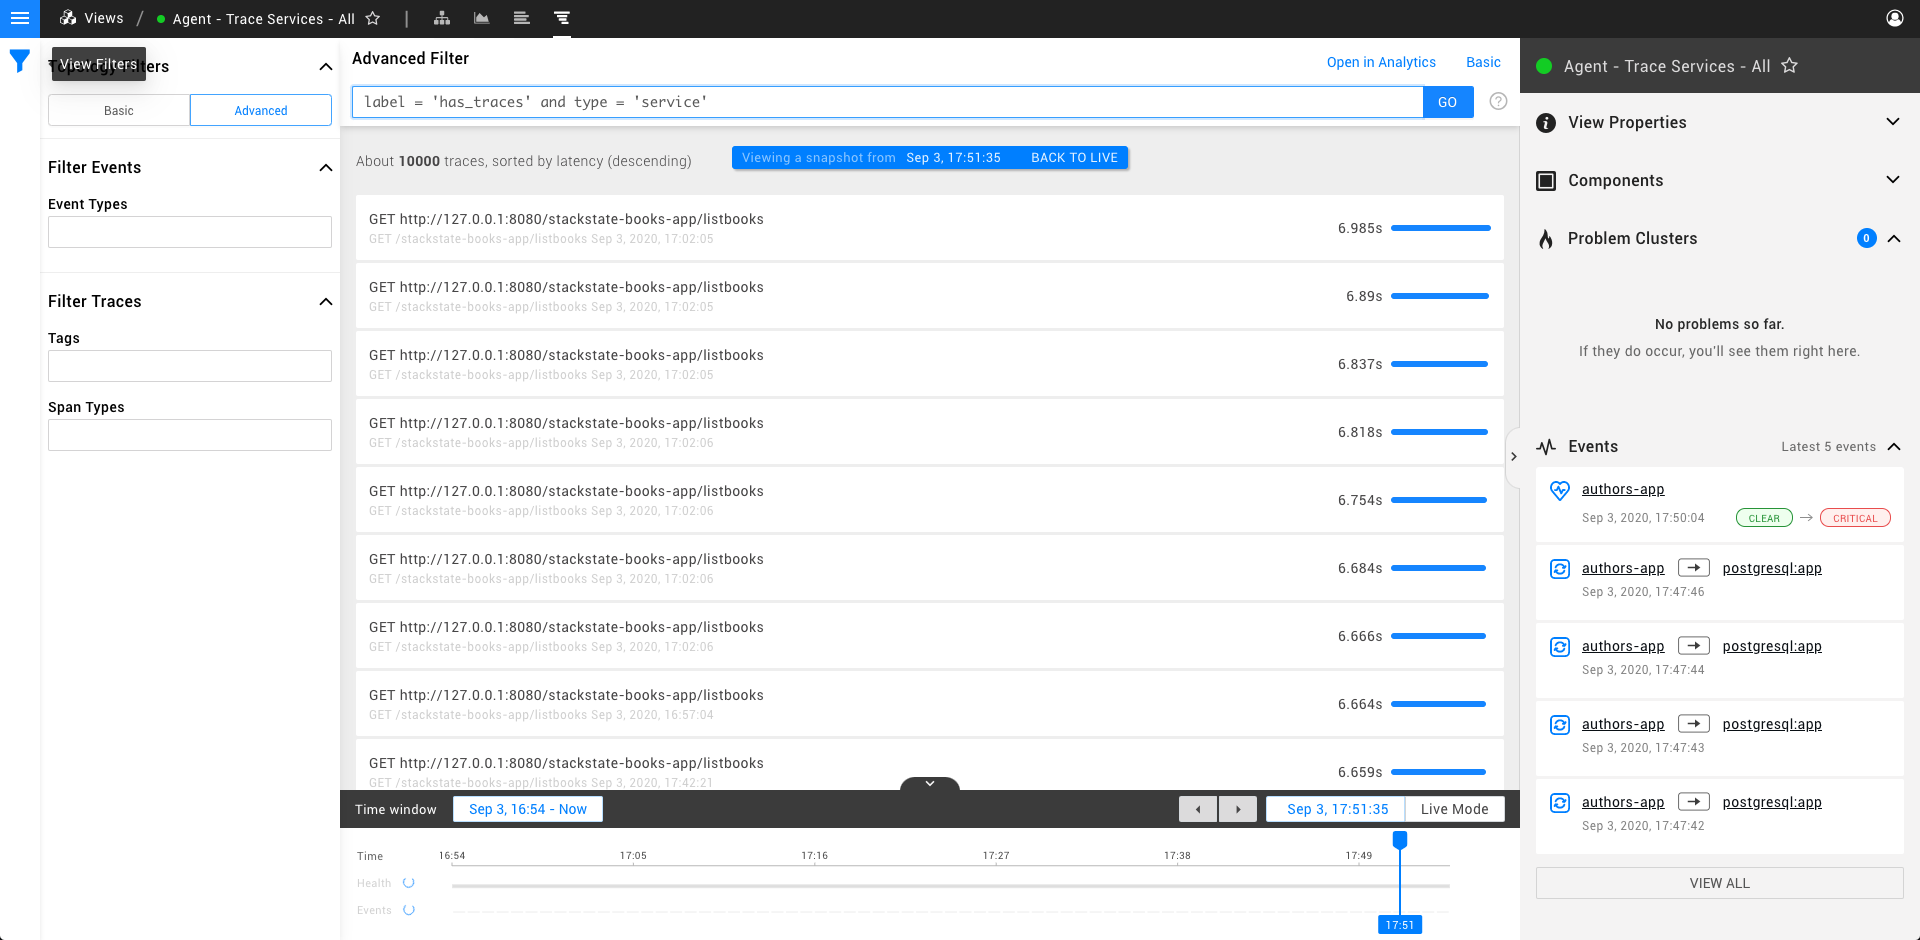 Views / Agent - Trace Services - All
View Filters
Topology Filters
Basic
Advanced
Filter Events
Event Types
Filter Traces
Tags
Span Types
Advanced Filter
Open in Analytics
Basic
label = 'has_traces' and type = 'service'
GO
?
About 10000 traces, sorted by latency (descending)
Viewing a snapshot from Sep 3, 17:51:35 BACK TO LIVE
GET http://127.0.0.1:8080/stackstate-books-app/listbooks
GET /stackstate-books-app/listbooks Sep 3, 2020, 17:02:05
6.985s
GET http://127.0.0.1:8080/stackstate-books-app/listbooks
GET /stackstate-books-app/listbooks Sep 3, 2020, 17:02:05
6.89s
GET http://127.0.0.1:8080/stackstate-books-app/listbooks
GET /stackstate-books-app/listbooks Sep 3, 2020, 17:02:05
6.837s
GET http://127.0.0.1:8080/stackstate-books-app/listbooks
GET /stackstate-books-app/listbooks Sep 3, 2020, 17:02:06
6.818s
GET http://127.0.0.1:8080/stackstate-books-app/listbooks
GET /stackstate-books-app/listbooks Sep 3, 2020, 17:02:06
6.754s
GET http://127.0.0.1:8080/stackstate-books-app/listbooks
GET /stackstate-books-app/listbooks Sep 3, 2020, 17:02:06
6.684s
GET http://127.0.0.1:8080/stackstate-books-app/listbooks
GET /stackstate-books-app/listbooks Sep 3, 2020, 17:02:06
6.666s
GET http://127.0.0.1:8080/stackstate-books-app/listbooks
GET /stackstate-books-app/listbooks Sep 3, 2020, 16:57:04
6.664s
GET http://127.0.0.1:8080/stackstate-books-app/listbooks
GET /stackstate-books-app/listbooks Sep 3, 2020, 17:42:21
6.659s
Time window
Sep 3, 16:54 - Now
Sep 3, 17:51:35
Live Mode
Time 16:54 17:05 17:16 17:27 17:38 17:49
Health
Events
17:51
Agent - Trace Services - All
View Properties
Components
Problem Clusters 0
No problems so far.
If they do occur, you'll see them right here.
Events Latest 5 events
authors-app
Sep 3, 2020, 17:50:04 CLEAR → CRITICAL
authors-app → postgresql:app
Sep 3, 2020, 17:47:46
authors-app → postgresql:app
Sep 3, 2020, 17:47:44
authors-app → postgresql:app
Sep 3, 2020, 17:47:43
authors-app → postgresql:app
Sep 3, 2020, 17:47:42
VIEW ALL